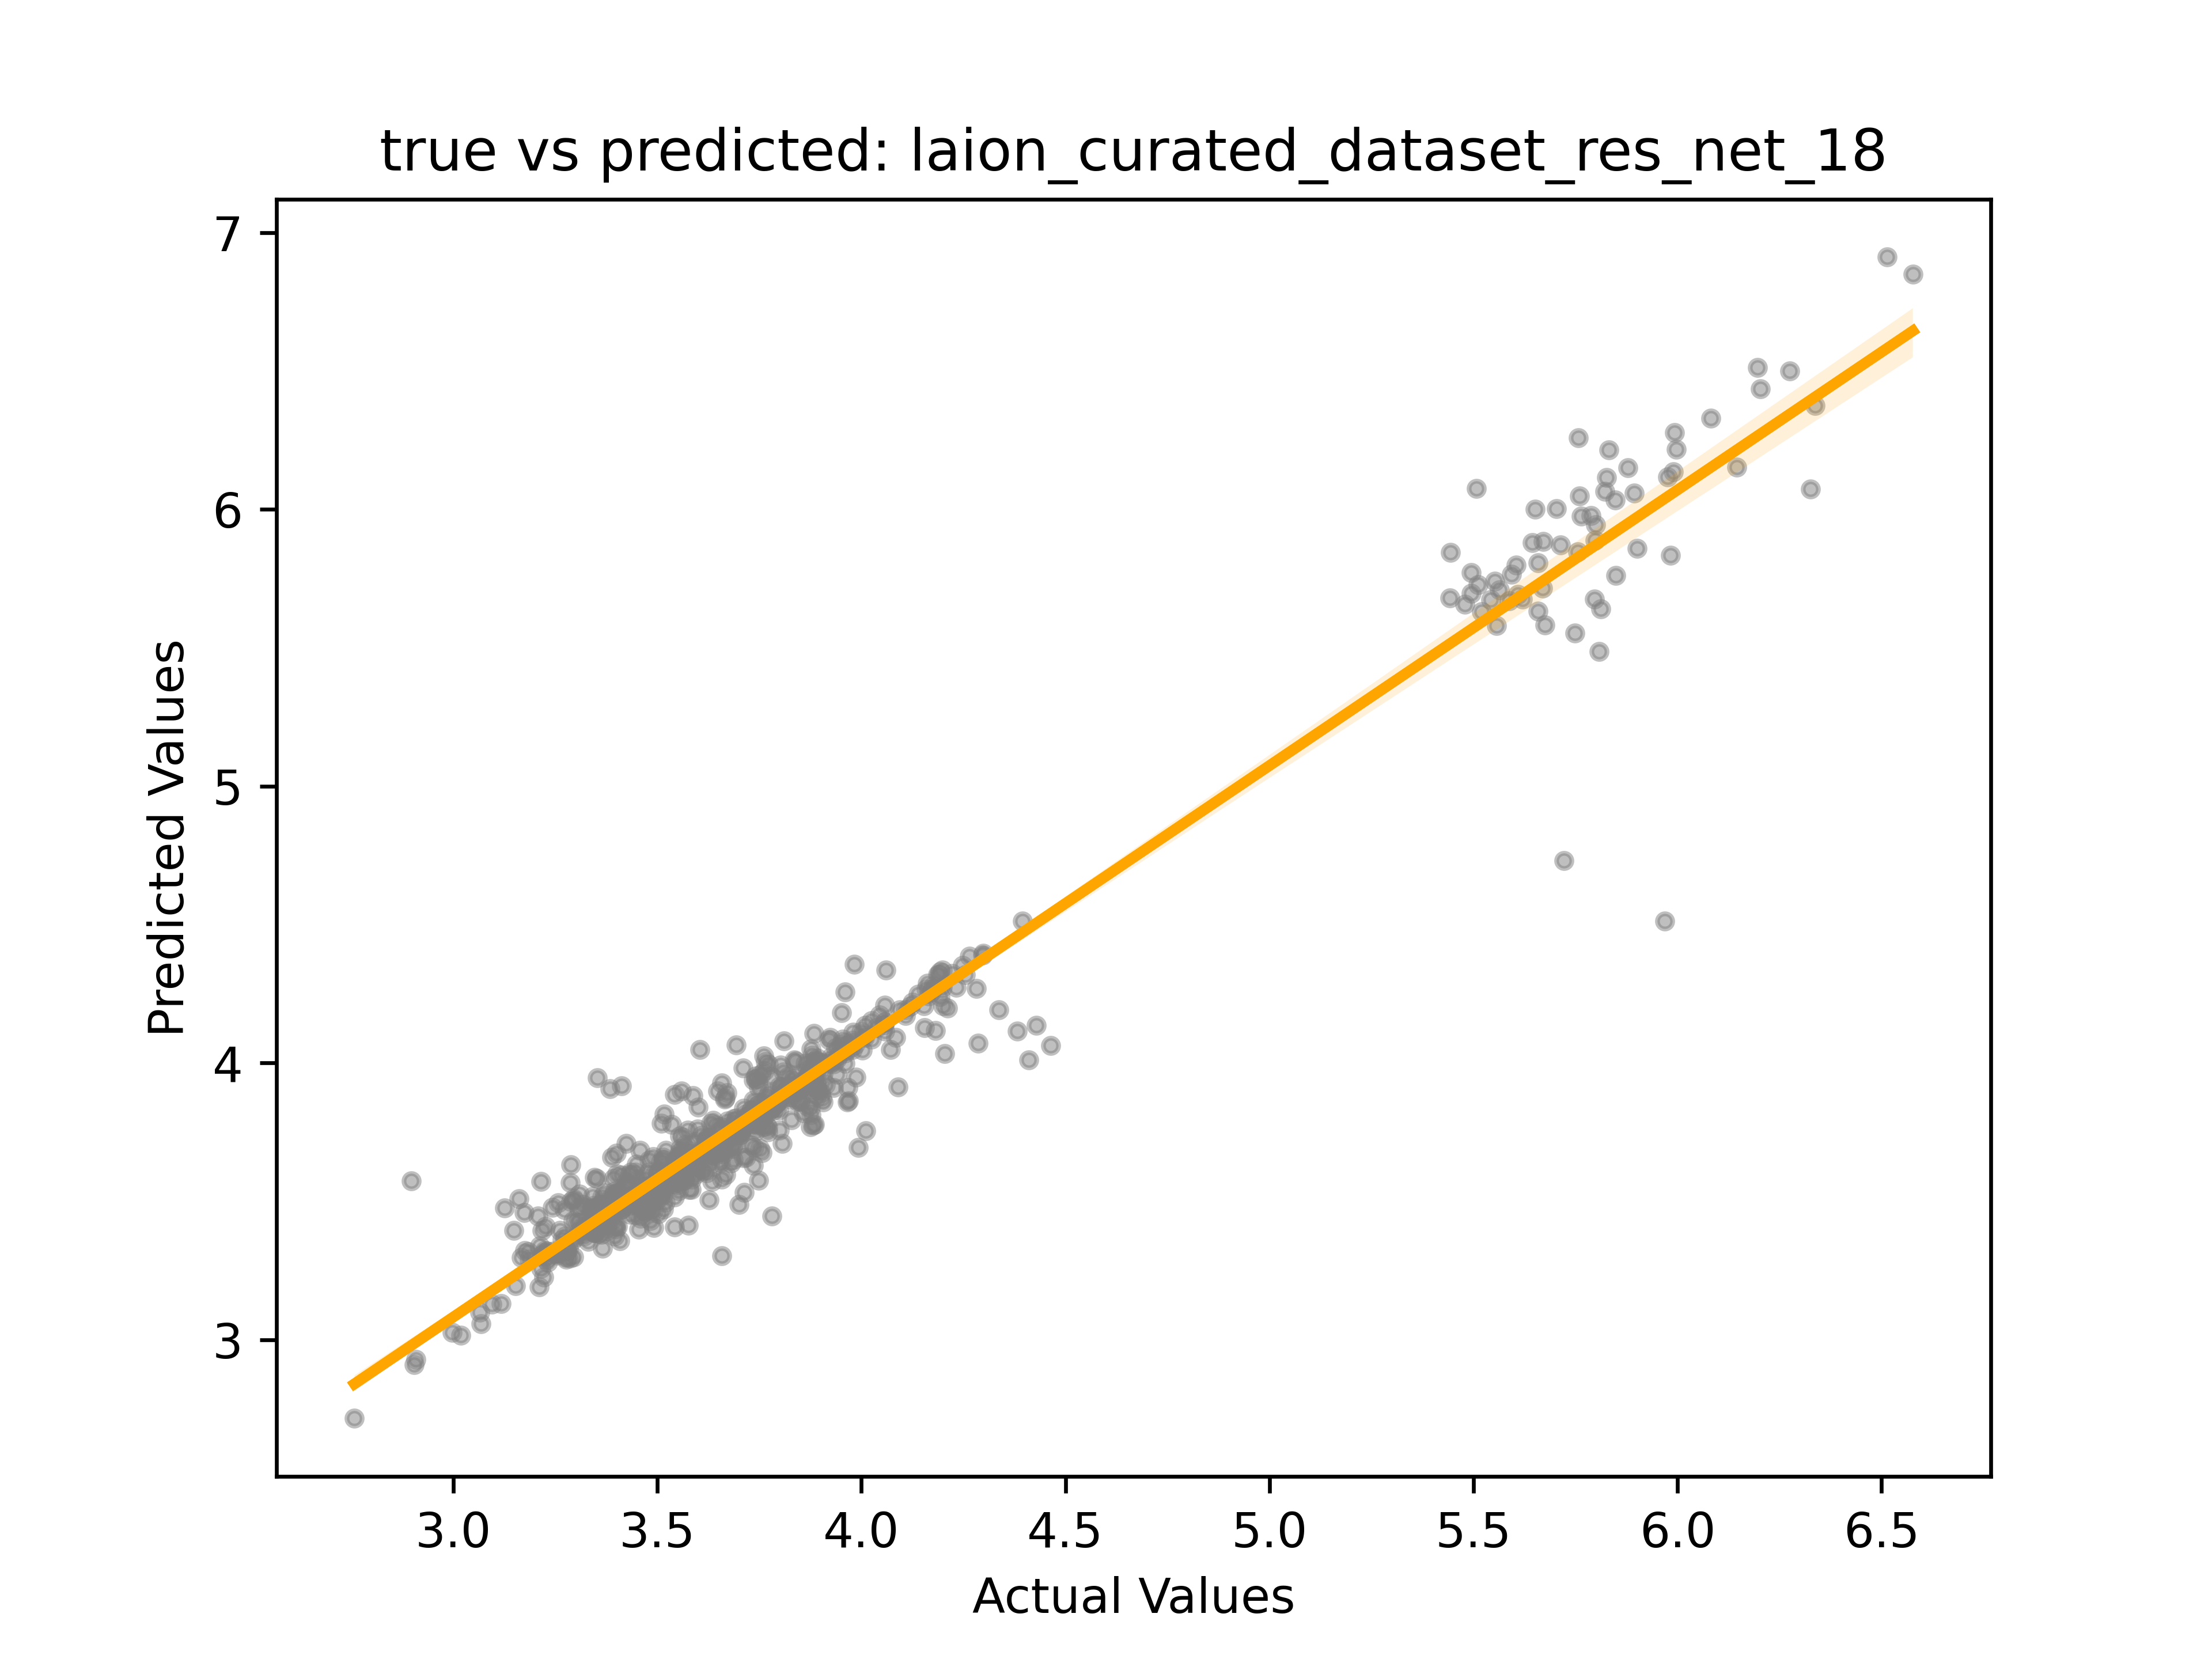 true vs predicted: laion_curated_dataset_res_net_18
Predicted Values
7
6
5
4
3
3.0 3.5 4.0 4.5 5.0 5.5 6.0 6.5
Actual Values